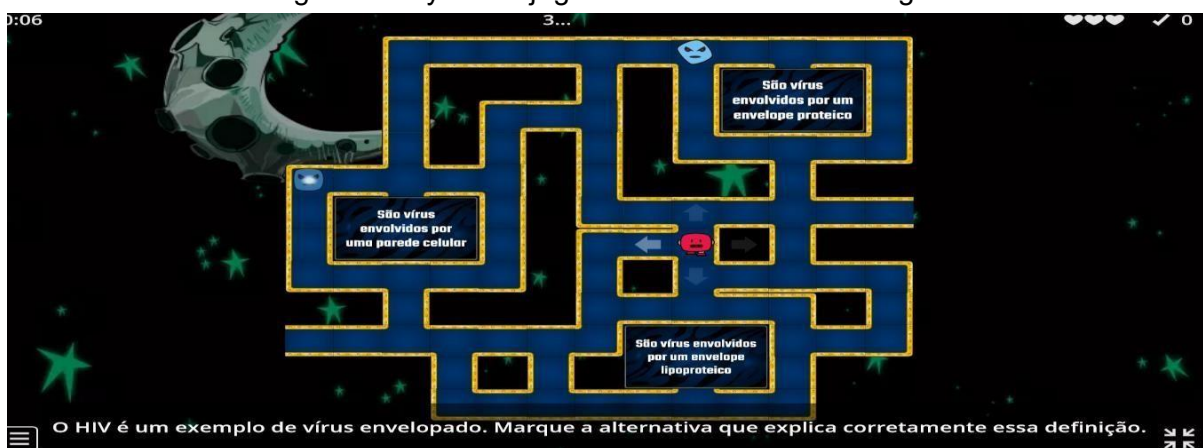 0:06
3...
0
São vírus
envolvidos por um
envelope proteico
São vírus
envolvidos por
uma parede celular
São vírus envolvidos
por um envelope
lipoproteico
O HIV é um exemplo de vírus envelopado. Marque a alternativa que explica corretamente essa definição.